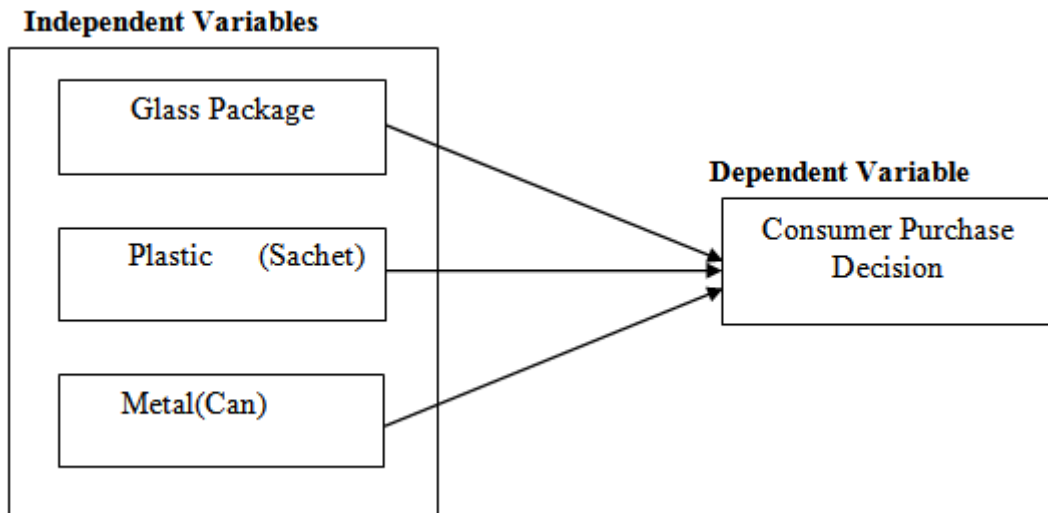 Independent Variables
Glass Package
Plastic (Sachet)
Metal(Can)
Dependent Variable
Consumer Purchase
Decision